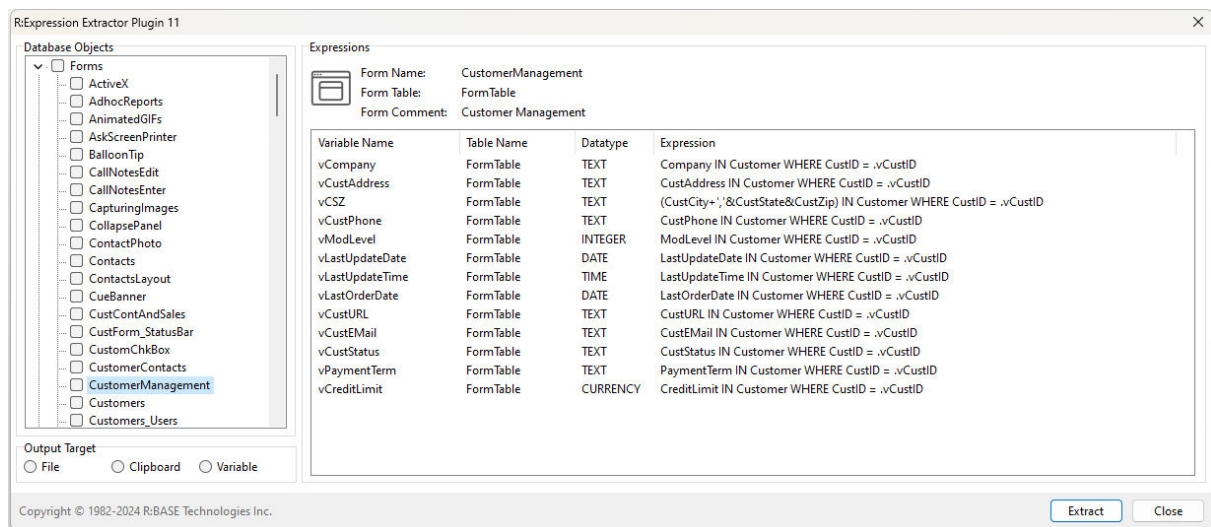 R:Expression Extractor Plugin 11
Database Objects
Forms
ActiveX
AdhocReports
AnimatedGIFs
AskScreenPrinter
BalloonTip
CallNotesEdit
CallNotesEnter
CapturingImages
CollapsePanel
ContactPhoto
Contacts
ContactsLayout
CueBanner
CustContAndSales
CustForm_StatusBar
CustomChkBox
CustomerContacts
CustomerManagement
Customers
Customers_Users
Output Target
File Clipboard Variable
Expressions
Form Name: CustomerManagement
Form Table: FormTable
Form Comment: Customer Management
Variable Name Table Name Datatype Expression
vCompany FormTable TEXT Company IN Customer WHERE CustID = .vCustID
vCustAddress FormTable TEXT CustAddress IN Customer WHERE CustID = .vCustID
vCSZ FormTable TEXT (CustCity+','&CustState&CustZip) IN Customer WHERE CustID = .vCustID
vCustPhone FormTable TEXT CustPhone IN Customer WHERE CustID = .vCustID
vModLevel FormTable INTEGER ModLevel IN Customer WHERE CustID = .vCustID
vLastUpdateDate FormTable DATE LastUpdateDate IN Customer WHERE CustID = .vCustID
vLastUpdateTime FormTable TIME LastUpdateTime IN Customer WHERE CustID = .vCustID
vLastOrderDate FormTable DATE LastOrderDate IN Customer WHERE CustID = .vCustID
vCustURL FormTable TEXT CustURL IN Customer WHERE CustID = .vCustID
vCustEMail FormTable TEXT CustEMail IN Customer WHERE CustID = .vCustID
vCustStatus FormTable TEXT CustStatus IN Customer WHERE CustID = .vCustID
vPaymentTerm FormTable TEXT PaymentTerm IN Customer WHERE CustID = .vCustID
vCreditLimit FormTable CURRENCY CreditLimit IN Customer WHERE CustID = .vCustID
Copyright © 1982-2024 R:BASE Technologies Inc.
Extract Close